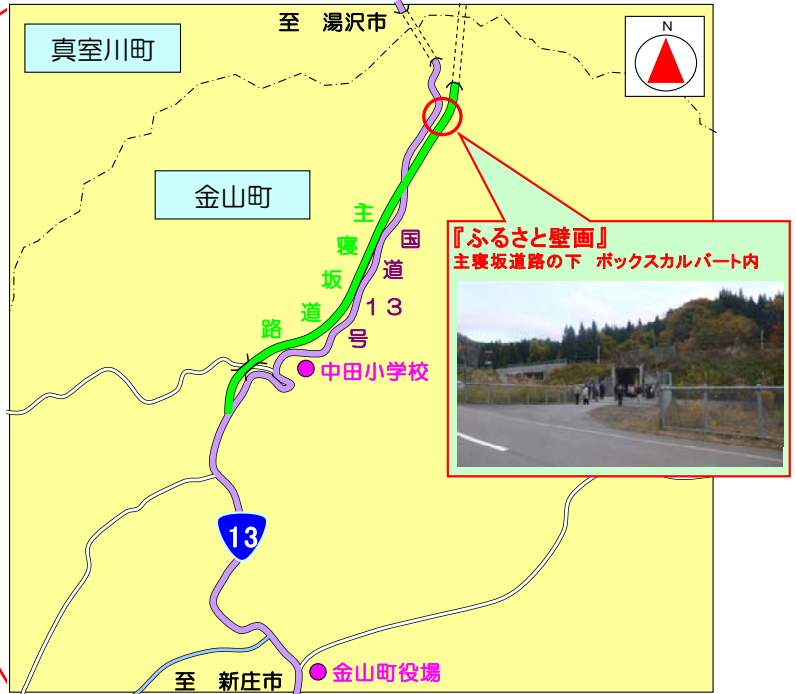 至 湯沢市
N
真室川町
金山町
主寝坂道路
国道13号
『ふるさと壁画』
主寝坂道路の下 ボックスカルバート内
中田小学校
13
金山町役場
至 新庄市